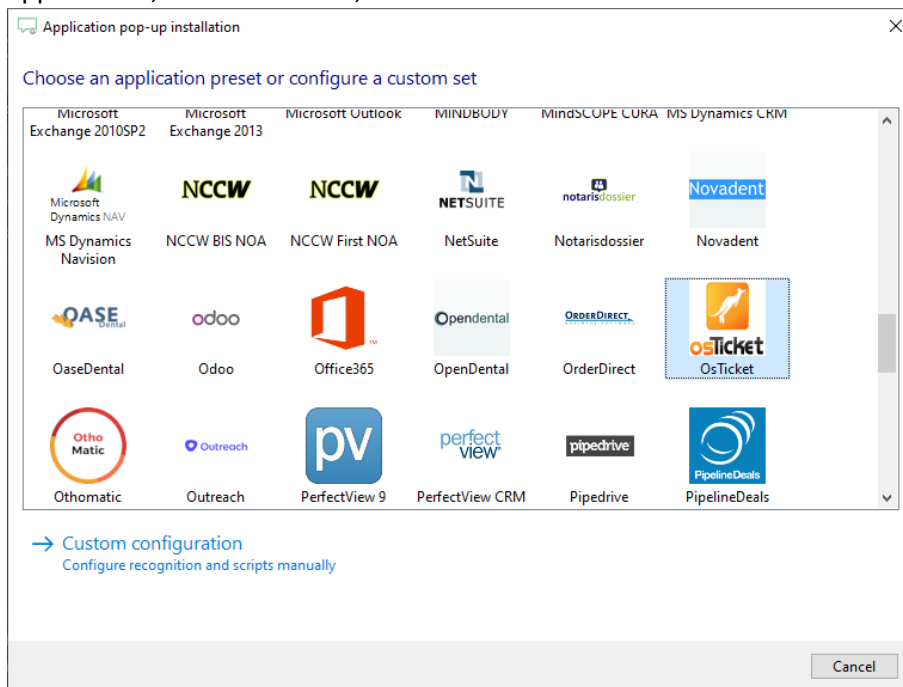 Application pop-up installation
Choose an application preset or configure a custom set
Microsoft Exchange 2010SP2
Microsoft Exchange 2013
Microsoft Outlook
MINDBODY
MindSCOPE CURA
MS Dynamics CRM
Microsoft
Dynamics NAV
MS Dynamics
Navision
NCCW
NCCW BIS NOA
NCCW
NCCW First NOA
NETSUITE
NetSuite
notarisdossier
Notarisdossier
Novadent
Novadent
OASE
Dental
OaseDental
odoo
Odoo
TM
Office365
Opendental
OpenDental
ORDERDIRECT
OrderDirect
osTicket
OsTicket
Otho
Matic
Othomatic
Outreach
Outreach
pv
PerfectView 9
perfect
view
PerfectView CRM
pipedrive
Pipedrive
PipelineDeals
PipelineDeals
Custom configuration
Configure recognition and scripts manually
Cancel